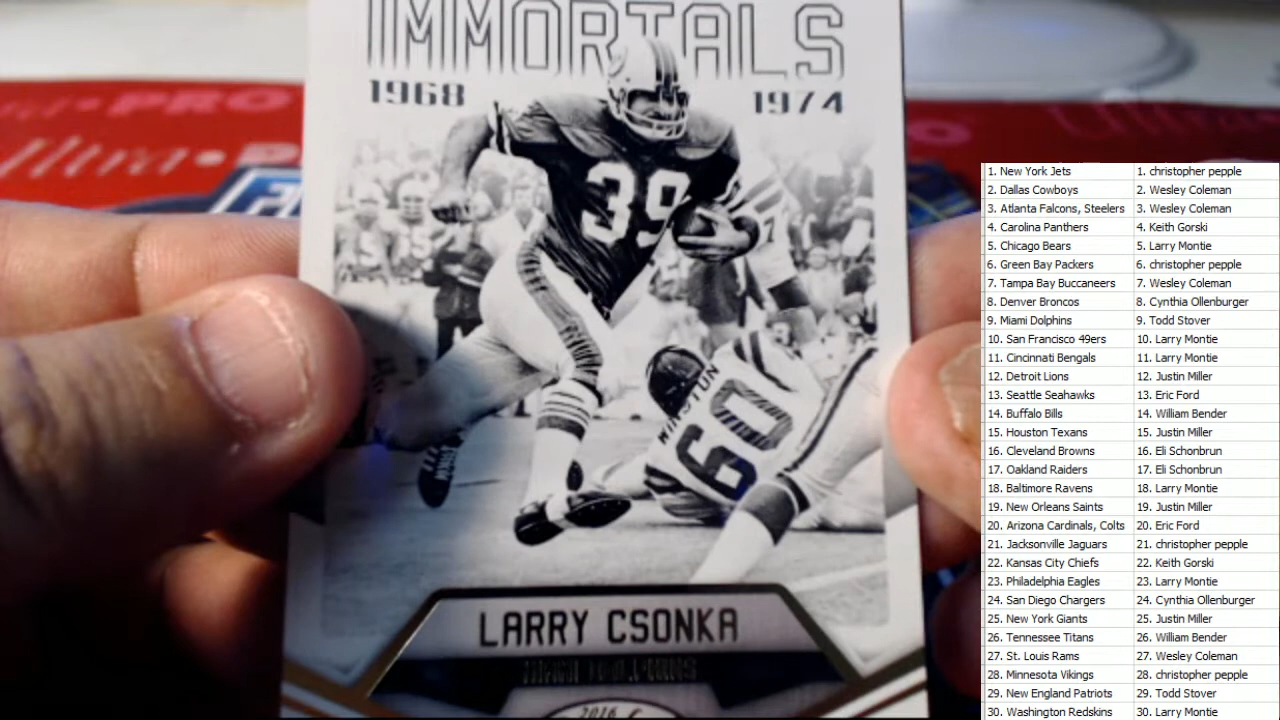 IMMORTALS
1968 1974
39
WINSTON
60
LARRY CSONKA
2016
PRO
Ultra PRO
1. New York Jets 1. christopher pepple
2. Dallas Cowboys 2. Wesley Coleman
3. Atlanta Falcons, Steelers 3. Wesley Coleman
4. Carolina Panthers 4. Keith Gorski
5. Chicago Bears 5. Larry Montie
6. Green Bay Packers 6. christopher pepple
7. Tampa Bay Buccaneers 7. Wesley Coleman
8. Denver Broncos 8. Cynthia Ollenburger
9. Miami Dolphins 9. Todd Stover
10. San Francisco 49ers 10. Larry Montie
11. Cincinnati Bengals 11. Larry Montie
12. Detroit Lions 12. Justin Miller
13. Seattle Seahawks 13. Eric Ford
14. Buffalo Bills 14. William Bender
15. Houston Texans 15. Justin Miller
16. Cleveland Browns 16. Eli Schonbrun
17. Oakland Raiders 17. Eli Schonbrun
18. Baltimore Ravens 18. Larry Montie
19. New Orleans Saints 19. Justin Miller
20. Arizona Cardinals, Colts 20. Eric Ford
21. Jacksonville Jaguars 21. christopher pepple
22. Kansas City Chiefs 22. Keith Gorski
23. Philadelphia Eagles 23. Larry Montie
24. San Diego Chargers 24. Cynthia Ollenburger
25. New York Giants 25. Justin Miller
26. Tennessee Titans 26. William Bender
27. St. Louis Rams 27. Wesley Coleman
28. Minnesota Vikings 28. christopher pepple
29. New England Patriots 29. Todd Stover
30. Washington Redskins 30. Larry Montie